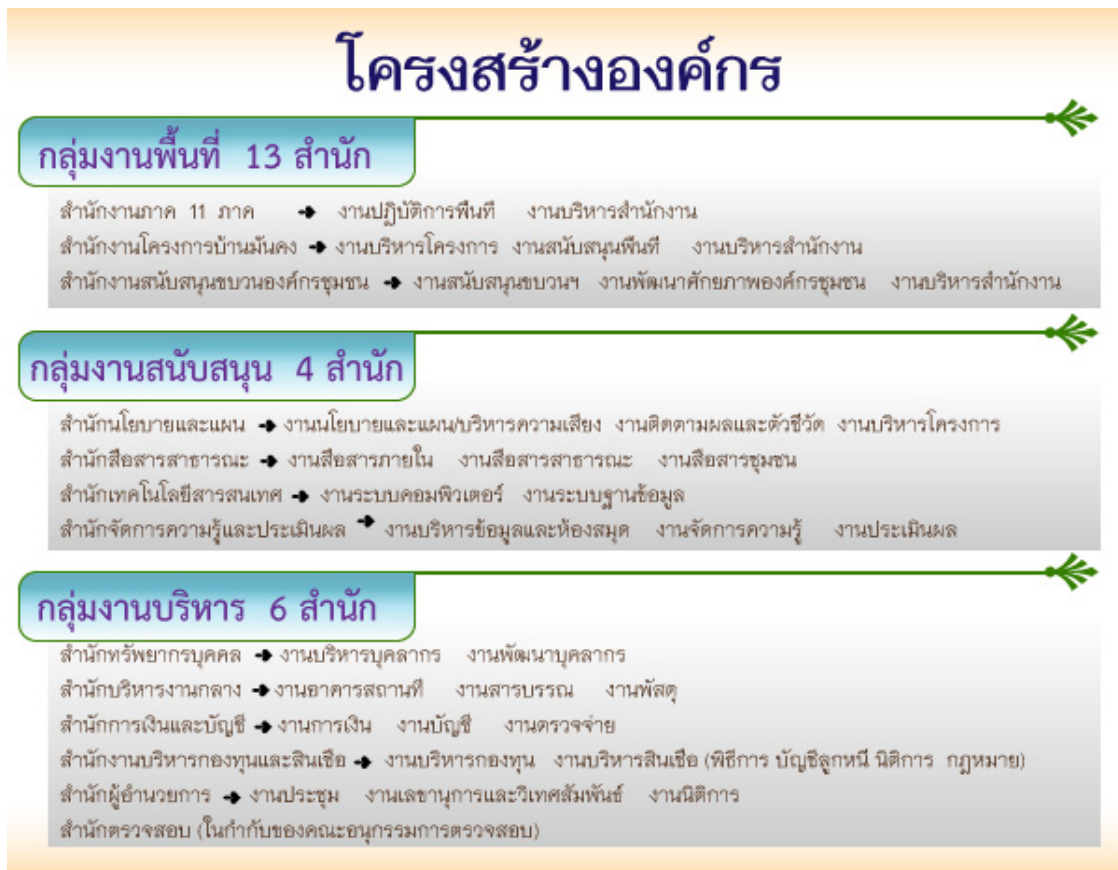 โครงสร้างองค์กร
กลุ่มงานพื้นที่ 13 สำนัก
สำนักงานภาค 11 ภาค → งานปฏิบัติการพื้นที่ งานบริหารสำนักงาน
สำนักงานโครงการบ้านมั่นคง → งานบริหารโครงการ งานสนับสนุนพื้นที่ งานบริหารสำนักงาน
สำนักงานสนับสนุนขบวนองค์กรชุมชน → งานสนับสนุนขบวนฯ งานพัฒนาศักยภาพองค์กรชุมชน งานบริหารสำนักงาน
กลุ่มงานสนับสนุน 4 สำนัก
สำนักนโยบายและแผน → งานนโยบายและแผน/บริหารความเสี่ยง งานติดตามผลและตัวชี้วัด งานบริหารโครงการ
สำนักสื่อสารสาธารณะ → งานสื่อสารภายใน งานสื่อสารสาธารณะ งานสื่อสารชุมชน
สำนักเทคโนโลยีสารสนเทศ → งานระบบคอมพิวเตอร์ งานระบบฐานข้อมูล
สำนักจัดการความรู้และประเมินผล → งานบริหารข้อมูลและห้องสมุด งานจัดการความรู้ งานประเมินผล
กลุ่มงานบริหาร 6 สำนัก
สำนักทรัพยากรบุคคล → งานบริหารบุคลากร งานพัฒนาบุคลากร
สำนักบริหารงานกลาง → งานอาคารสถานที่ งานสารบรรณ งานพัสดุ
สำนักการเงินและบัญชี → งานการเงิน งานบัญชี งานตรวจจ่าย
สำนักงานบริหารกองทุนและสินเชื่อ → งานบริหารกองทุน งานบริหารสินเชื่อ (พิธีการ บัญชีลูกหนี้ นิติการ กฎหมาย)
สำนักผู้อำนวยการ → งานประชุม งานเลขานุการและวิเทศสัมพันธ์ งานนิติการ
สำนักตรวจสอบ (ในกำกับของคณะอนุกรรมการตรวจสอบ)